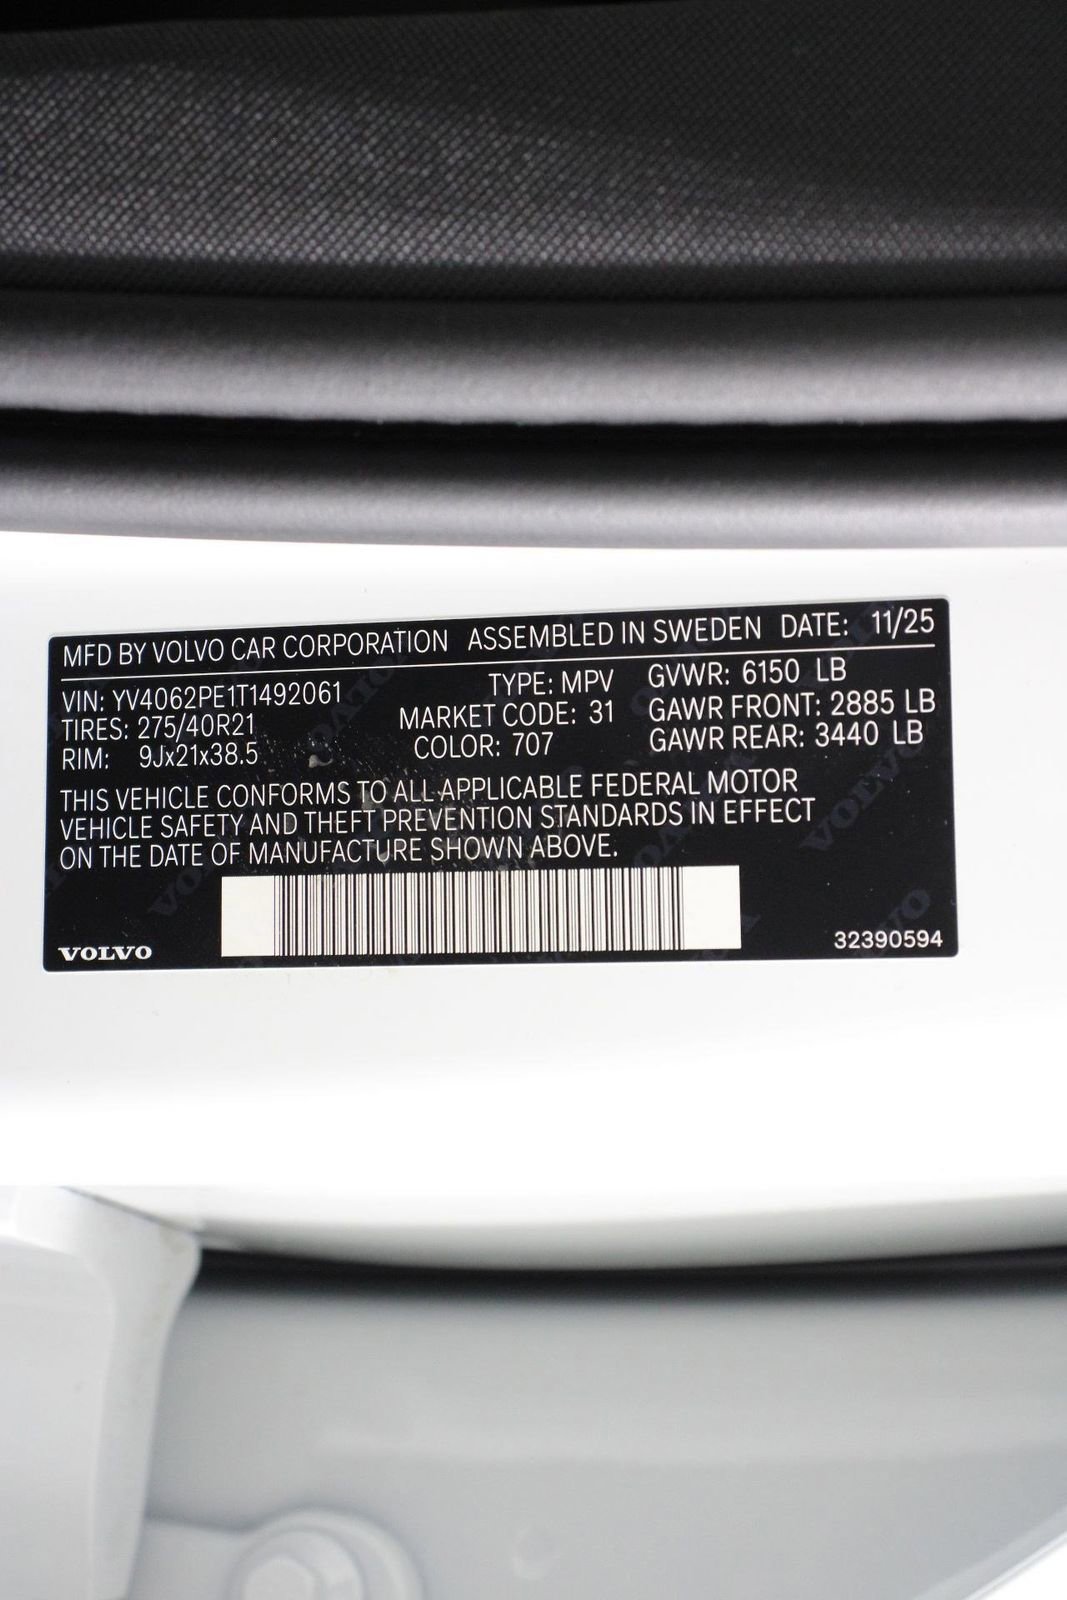 MFD BY VOLVO CAR CORPORATION ASSEMBLED IN SWEDEN DATE: 11/25
VIN: YV4062PE1T1492061 TYPE: MPV GVWR: 6150 LB
TIRES: 275/40R21 MARKET CODE: 31 GAWR FRONT: 2885 LB
RIM: 9Jx21x38.5 COLOR: 707 GAWR REAR: 3440 LB
THIS VEHICLE CONFORMS TO ALL APPLICABLE FEDERAL MOTOR
VEHICLE SAFETY AND THEFT PREVENTION STANDARDS IN EFFECT
ON THE DATE OF MANUFACTURE SHOWN ABOVE.
VOLVO 32390594